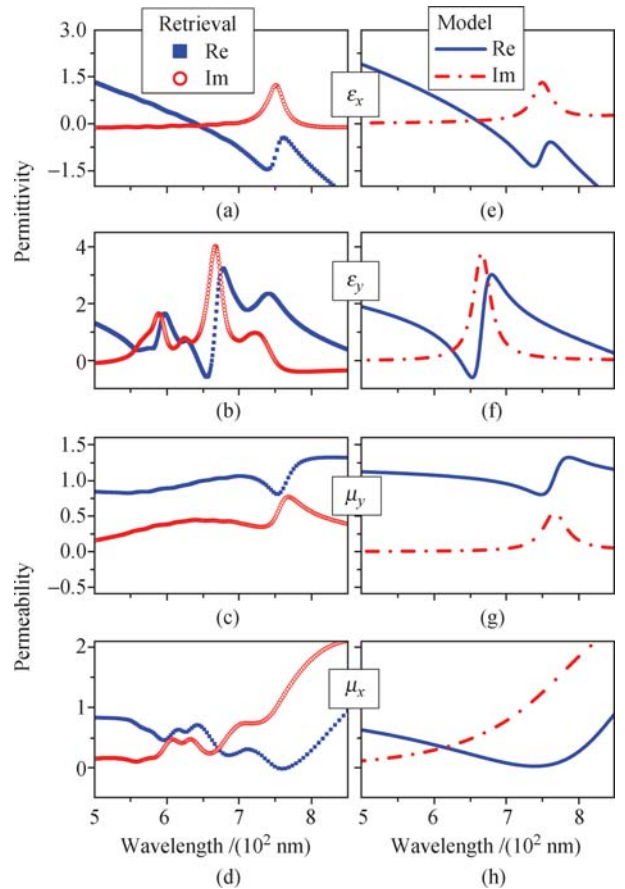 3.0
1.5
0.0
−1.5
Retrieval
Re
Im
Model
Re
Im
εx
(a)
(e)
Permittivity
4
2
0
εy
(b)
(f)
1.5
1.0
0.5
0.0
−0.5
μy
(c)
(g)
Permeability
2
1
0
μx
5 6 7 8
5 6 7 8
Wavelength /(10² nm)
Wavelength /(10² nm)
(d)
(h)